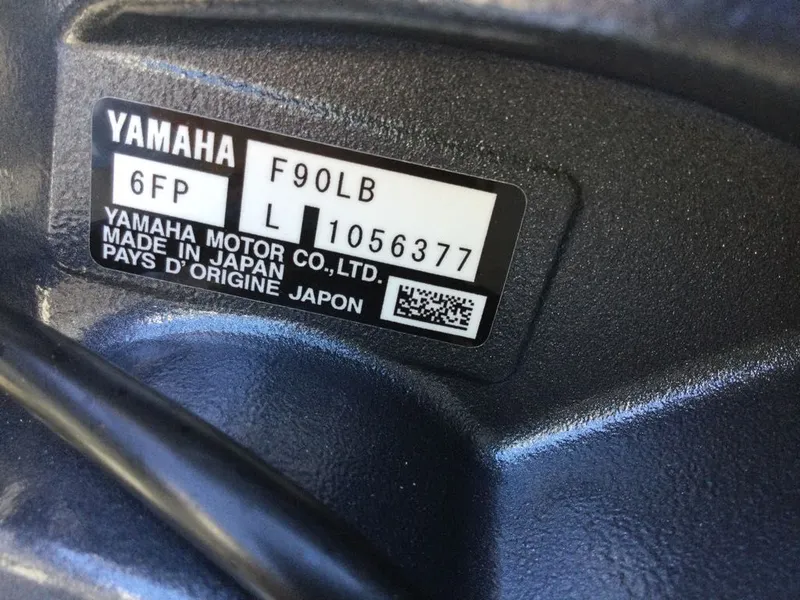 YAMAHA
F90LB
6FP
L 1056377
YAMAHA MOTOR CO.,LTD.
MADE IN JAPAN
PAYS D'ORIGINE JAPON